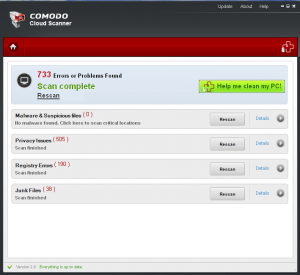 Update About Help
COMODO
Cloud Scanner
733 Errors or Problems Found
Scan complete
Rescan
Help me clean my PC!
Malware & Suspicious files ( 0 )
No malware found. Click here to scan critical locations
Rescan
Details
Privacy Issues ( 505 )
Scan finished
Rescan
Details
Registry Errors ( 190 )
Scan finished
Rescan
Details
Junk Files ( 38 )
Scan finished
Rescan
Details
Version 2.0 Everything is up to date.